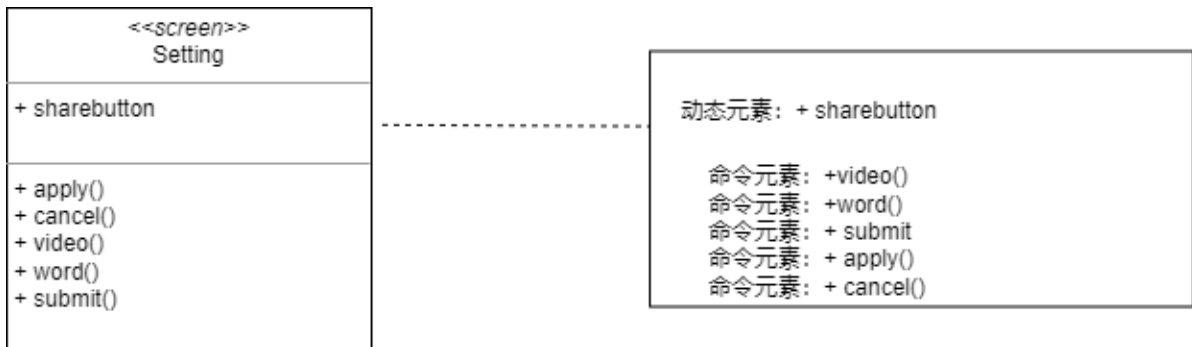 <<screen>>
Setting
+ sharebutton
+ apply()
+ cancel()
+ video()
+ word()
+ submit()
动态元素：+ sharebutton
命令元素：+video()
命令元素：+word()
命令元素：+ submit
命令元素：+ apply()
命令元素：+ cancel()